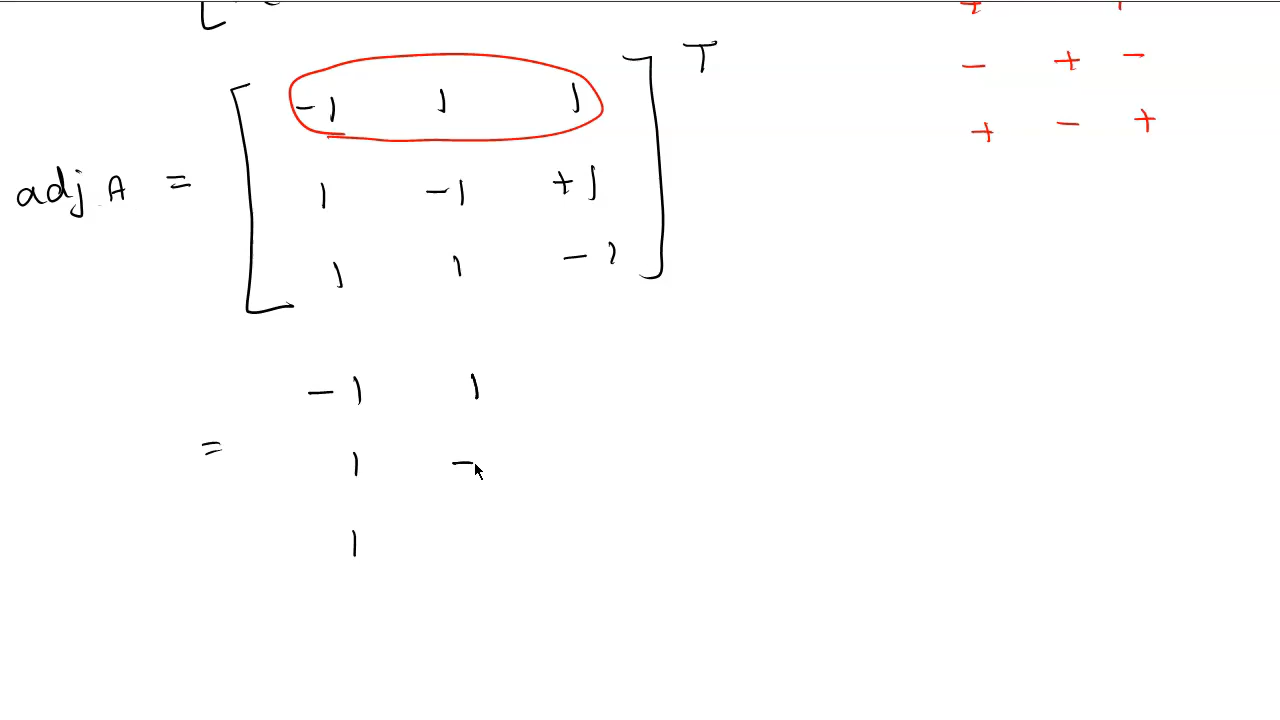 +
- + -
+ - +
T
-1 1 1
adj A =
1 -1 +1
1 1 -1
-1 1
=
1 -
1